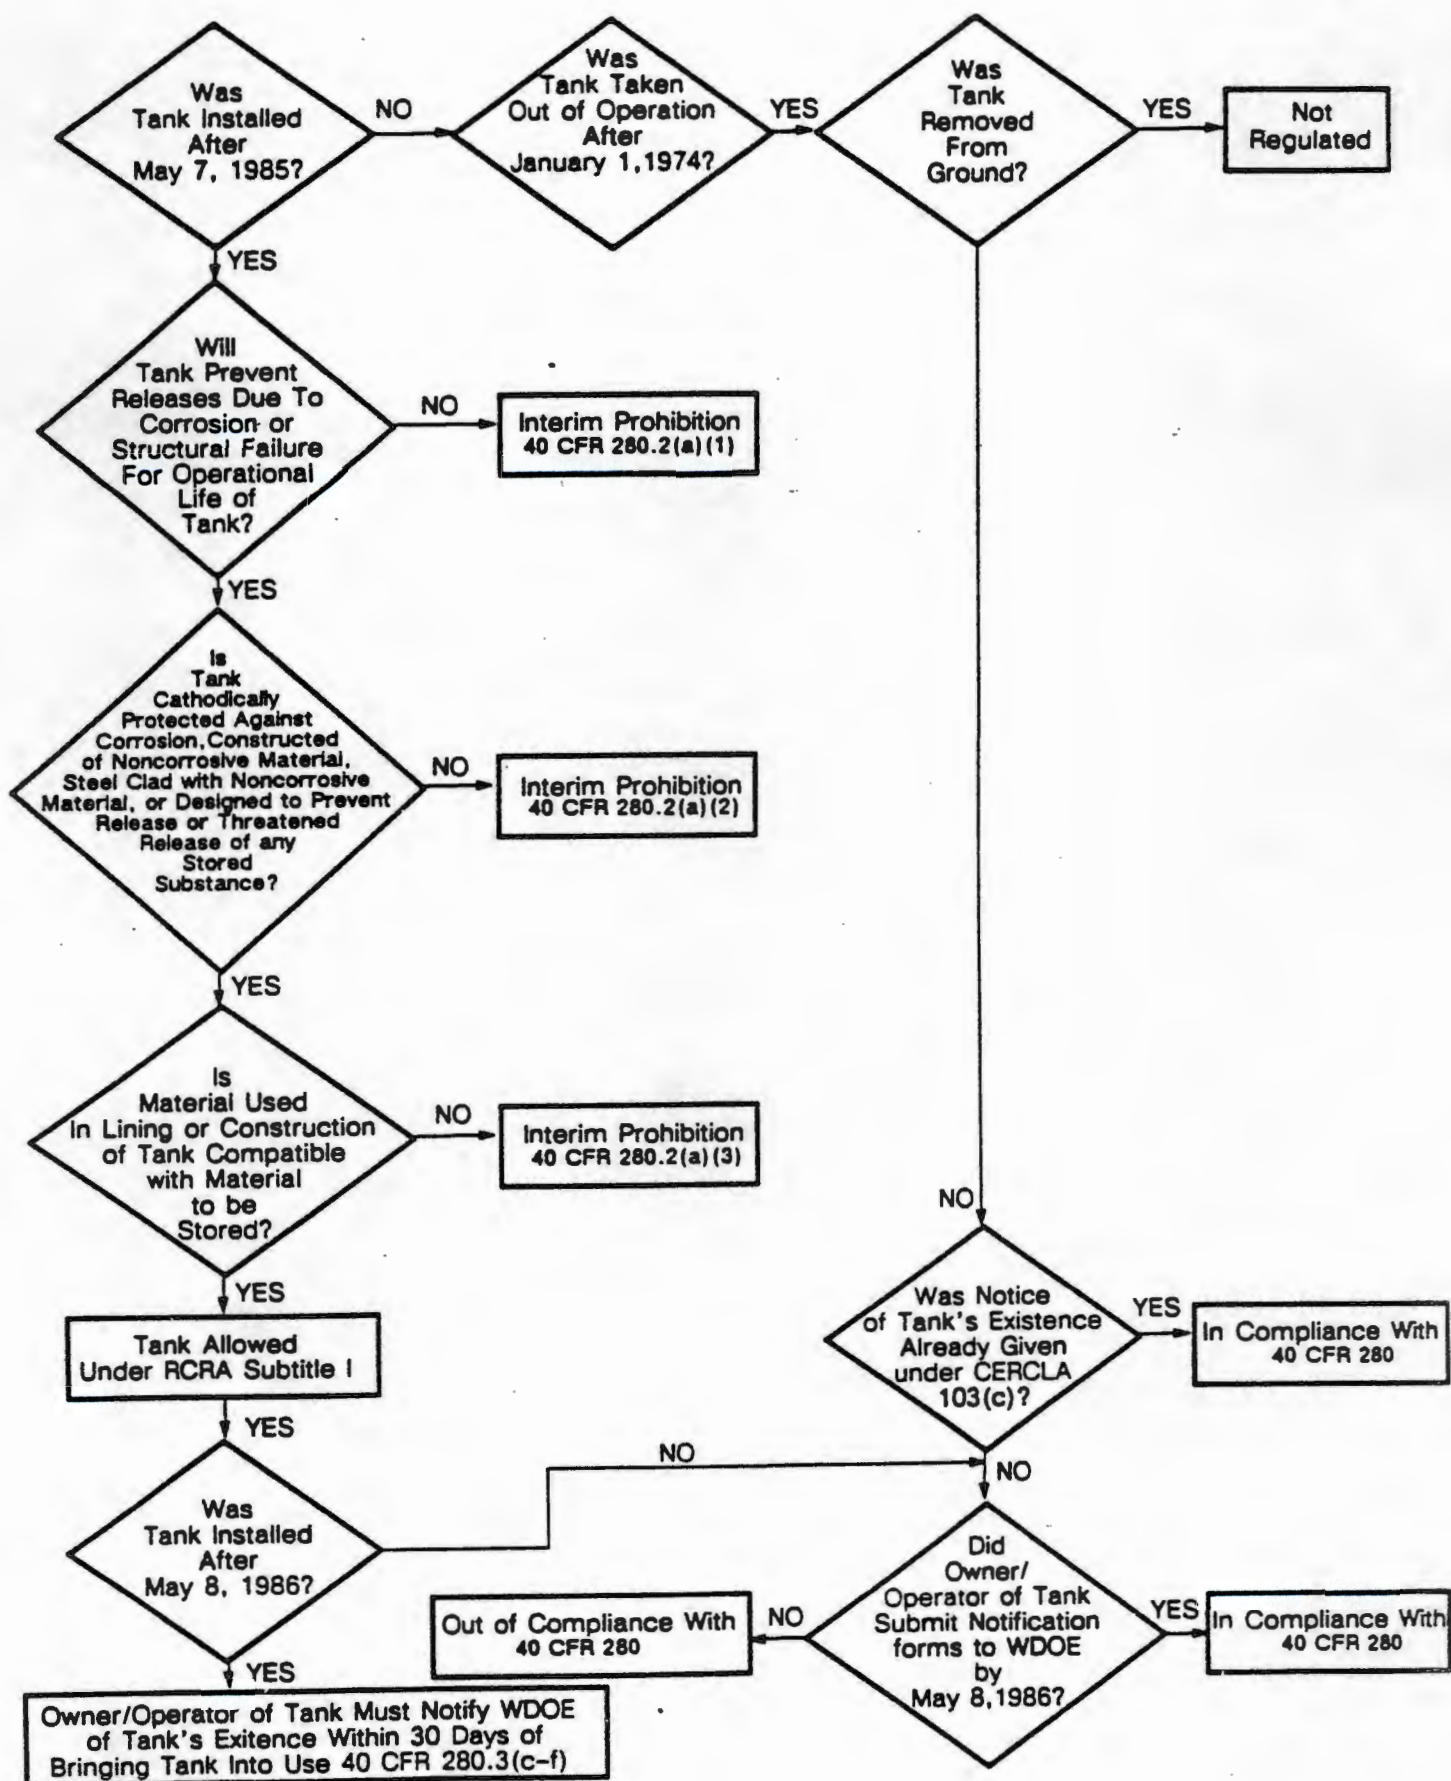 Was
Tank Installed
After
May 7, 1985?
NO
Was
Tank Taken
Out of Operation
After
January 1,1974?
YES
Was
Tank
Removed
From
Ground?
YES
Not
Regulated
YES
Will
Tank Prevent
Releases Due To
Corrosion or
Structural Failure
For Operational
Life of
Tank?
NO
Interim Prohibition
40 CFR 280.2(a)(1)
YES
Is
Tank
Cathodically
Protected Against
Corrosion,Constructed
of Noncorrosive Material,
Steel Clad with Noncorrosive
Material, or Designed to Prevent
Release or Threatened
Release of any
Stored
Substance?
NO
Interim Prohibition
40 CFR 280.2(a)(2)
YES
Is
Material Used
In Lining or Construction
of Tank Compatible
with Material
to be
Stored?
NO
Interim Prohibition
40 CFR 280.2(a)(3)
YES
Tank Allowed
Under RCRA Subtitle I
YES
Was
Tank Installed
After
May 8, 1986?
NO
YES
Owner/Operator of Tank Must Notify WDOE
of Tank's Exitence Within 30 Days of
Bringing Tank Into Use 40 CFR 280.3(c-f)
NO
Was Notice
of Tank's Existence
Already Given
under CERCLA
103(c)?
YES
In Compliance With
40 CFR 280
NO
Did
Owner/
Operator of Tank
Submit Notification
forms to WDOE
by
May 8,1986?
NO
Out of Compliance With
40 CFR 280
YES
In Compliance With
40 CFR 280